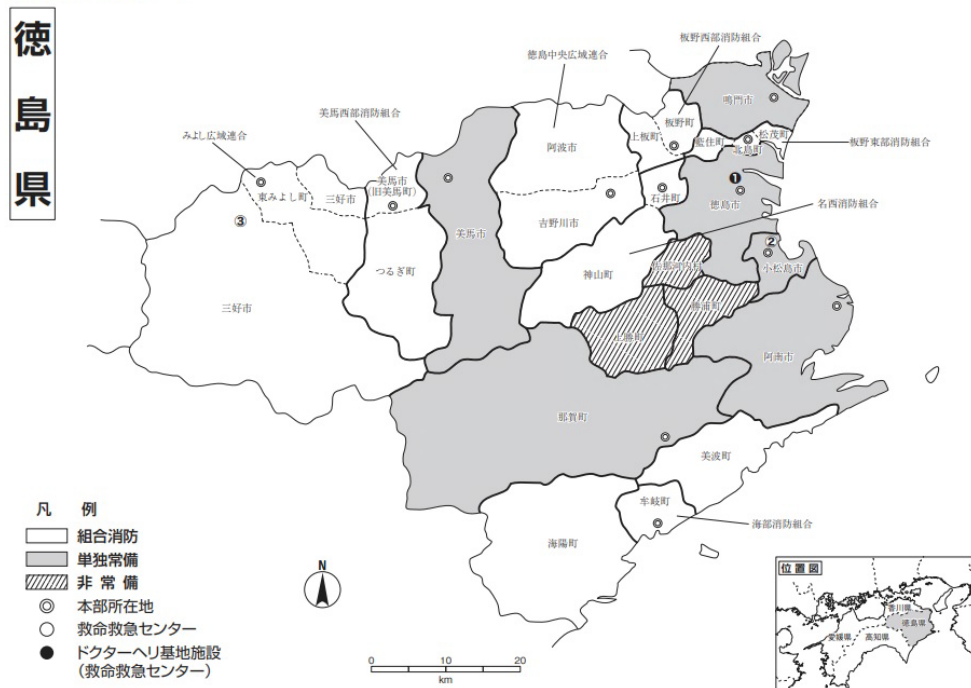 徳島県
板野西部消防組合
徳島中央広域連合
美馬西部消防組合
みよし広域連合
鳴門市
板野町
上板町
松茂町
藍住町
北島町
板野東部消防組合
阿波市
美馬市
(旧美馬町)
東みよし町
三好市
石井町
❶
徳島市
名西消防組合
③
美馬市
吉野川市
②
小松島市
佐那河内村
神山町
つるぎ町
勝浦町
三好市
上勝町
阿南市
那賀町
美波町
牟岐町
海部消防組合
海陽町
凡 例
組合消防
単独常備
非常備
本部所在地
救命救急センター
ドクターヘリ基地施設
(救命救急センター)
N
0 10 20
km
位置図
香川県
徳島県
愛媛県
高知県